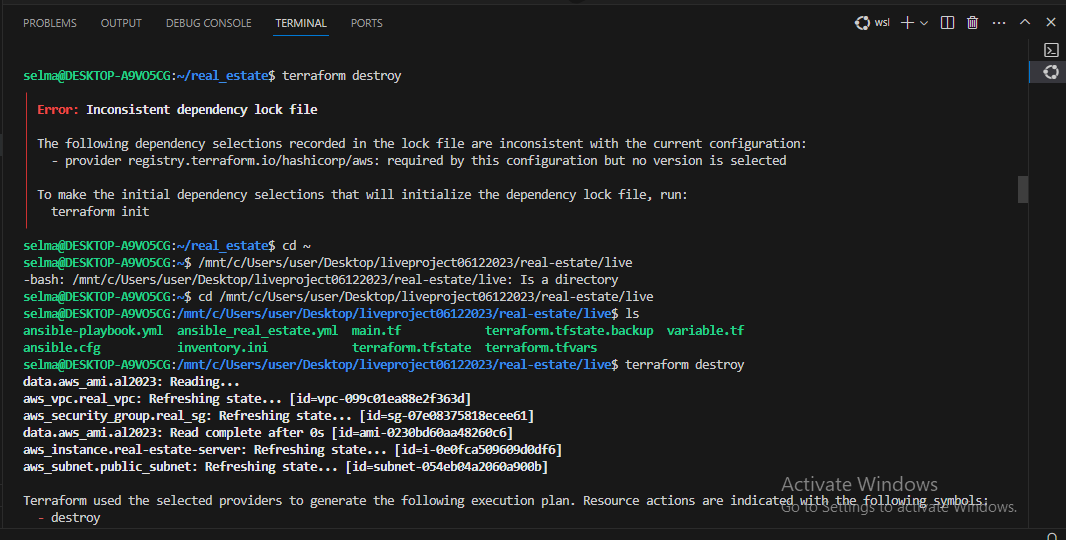 PROBLEMS OUTPUT DEBUG CONSOLE TERMINAL PORTS wsl
selma@DESKTOP-A9VO5CG:~/real_estate$ terraform destroy
Error: Inconsistent dependency lock file
The following dependency selections recorded in the lock file are inconsistent with the current configuration:
- provider registry.terraform.io/hashicorp/aws: required by this configuration but no version is selected
To make the initial dependency selections that will initialize the dependency lock file, run:
terraform init
selma@DESKTOP-A9VO5CG:~/real_estate$ cd ~
selma@DESKTOP-A9VO5CG:~$ /mnt/c/Users/user/Desktop/liveproject06122023/real-estate/live
-bash: /mnt/c/Users/user/Desktop/liveproject06122023/real-estate/live: Is a directory
selma@DESKTOP-A9VO5CG:~$ cd /mnt/c/Users/user/Desktop/liveproject06122023/real-estate/live
selma@DESKTOP-A9VO5CG:/mnt/c/Users/user/Desktop/liveproject06122023/real-estate/live$ ls
ansible-playbook.yml ansible_real_estate.yml main.tf terraform.tfstate.backup variable.tf
ansible.cfg inventory.ini terraform.tfstate terraform.tfvars
selma@DESKTOP-A9VO5CG:/mnt/c/Users/user/Desktop/liveproject06122023/real-estate/live$ terraform destroy
data.aws_ami.al2023: Reading...
aws_vpc.real_vpc: Refreshing state... [id=vpc-099c01ea88e2f363d]
aws_security_group.real_sg: Refreshing state... [id=sg-07e08375818ecee61]
data.aws_ami.al2023: Read complete after 0s [id=ami-0230bd60aa48260c6]
aws_instance.real-estate-server: Refreshing state... [id=i-0e0fca509609d0df6]
aws_subnet.public_subnet: Refreshing state... [id=subnet-054eb04a2060a900b]
Terraform used the selected providers to generate the following execution plan. Resource actions are indicated with the following symbols:
- destroy
Activate Windows
Go to Settings to activate Windows.